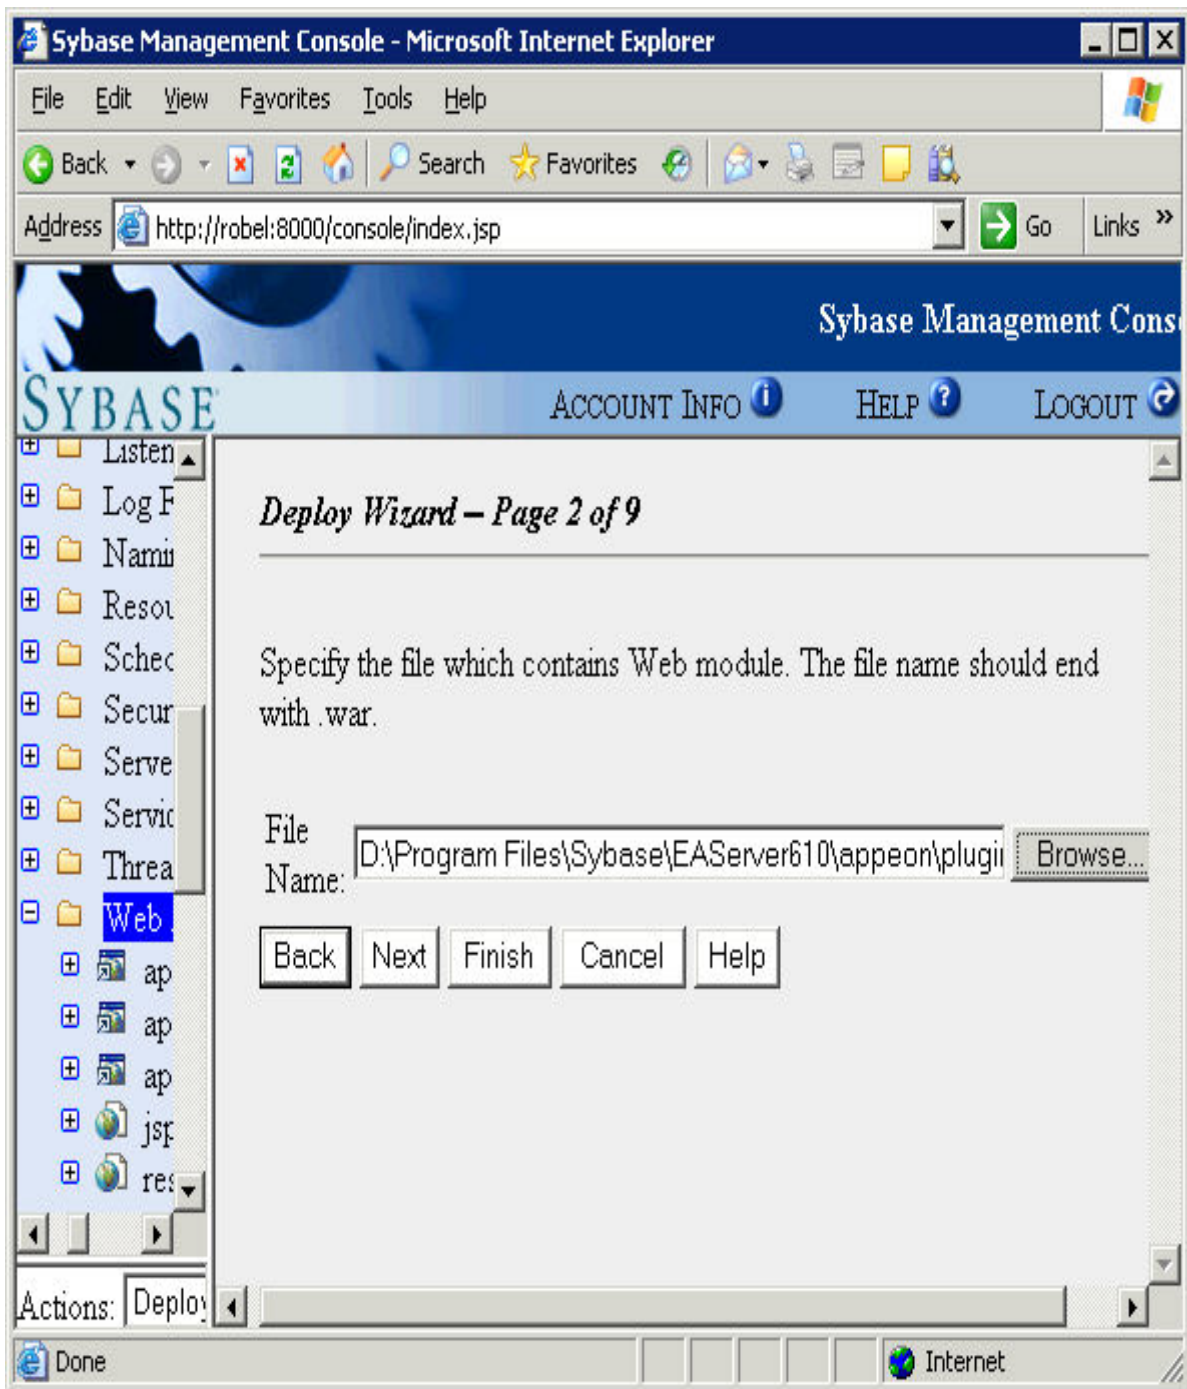 Sybase Management Console - Microsoft Internet Explorer
File Edit View Favorites Tools Help
Back Search Favorites
Address http://robel:8000/console/index.jsp Go Links »
Sybase Management Cons
SYBASE ACCOUNT INFO HELP LOGOUT
Listen
Log F
Namin
Resou
Sched
Secur
Serve
Servic
Threa
Web
ap
ap
ap
jsp
res
Actions: Deploy
Deploy Wizard – Page 2 of 9
Specify the file which contains Web module. The file name should end
with .war.
File
Name: D:\Program Files\Sybase\EAServer610\appeon\plugin Browse...
Back Next Finish Cancel Help
Done Internet